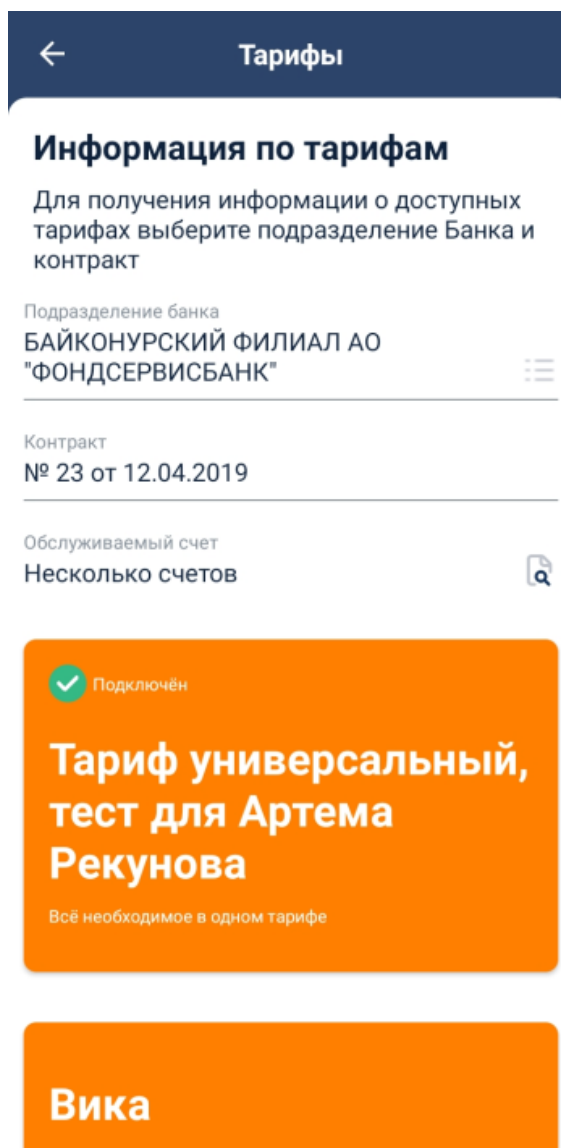 Тарифы
Информация по тарифам
Для получения информации о доступных
тарифах выберите подразделение Банка и
контракт
Подразделение банка
БАЙКОНУРСКИЙ ФИЛИАЛ АО
"ФОНДСЕРВИСБАНК"
Контракт
№ 23 от 12.04.2019
Обслуживаемый счет
Несколько счетов
Подключён
Тариф универсальный,
тест для Артема
Рекунова
Всё необходимое в одном тарифе
Вика